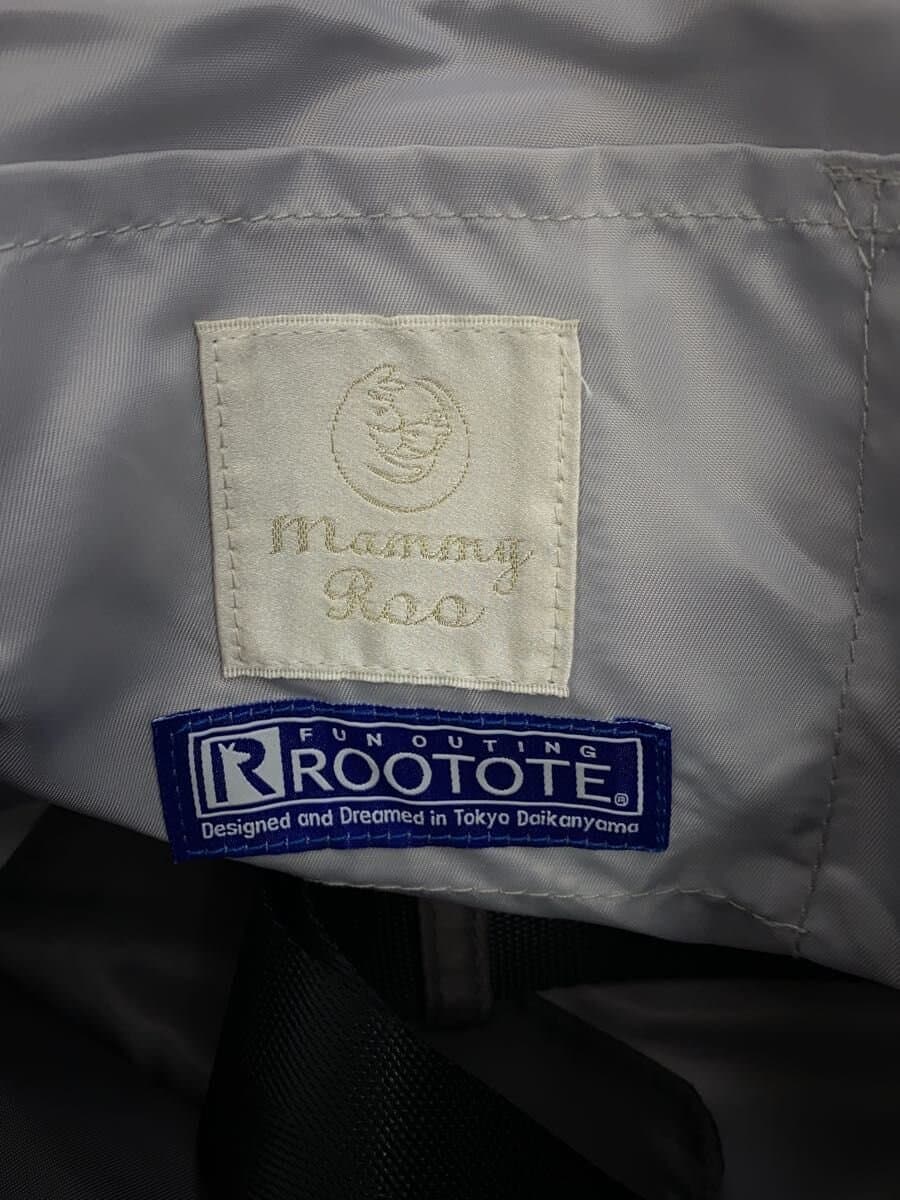 mammy
Roo
FUN OUTING
ROOTOTE®
Designed and Dreamed in Tokyo Daikanyama